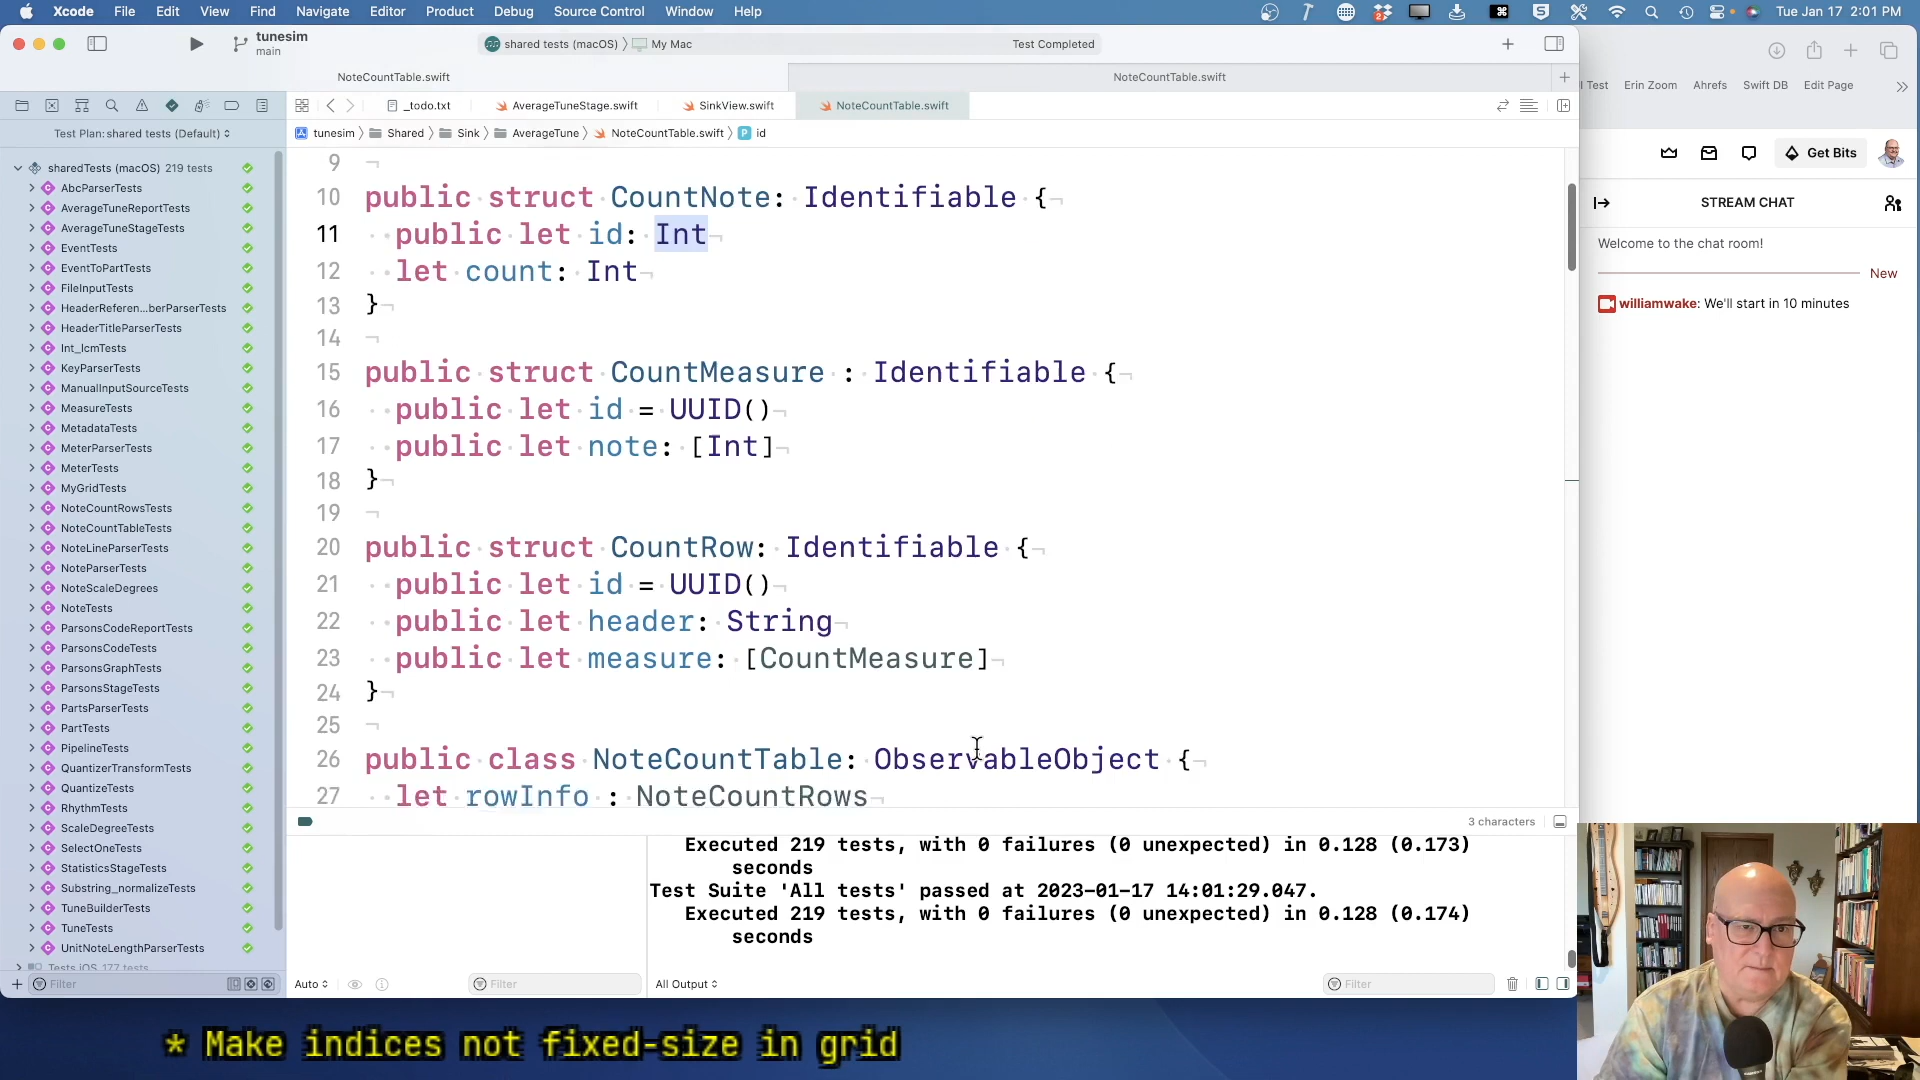 Xcode File Edit View Find Navigate Editor Product Debug Source Control Window Help Tue Jan 17 2:01 PM
tunesim
main
shared tests (macOS) My Mac Test Completed
NoteCountTable.swift NoteCountTable.swift
_todo.txt AverageTuneStage.swift SinkView.swift NoteCountTable.swift
tunesim Shared Sink AverageTune NoteCountTable.swift P id
Test Plan: shared tests (Default)
sharedTests (macOS) 219 tests
AbcParserTests
AverageTuneReportTests
AverageTuneStageTests
EventTests
EventToPartTests
FileInputTests
HeaderReferen...berParserTests
HeaderTitleParserTests
Int_lcmTests
KeyParserTests
ManualInputSourceTests
MeasureTests
MetadataTests
MeterParserTests
MeterTests
MyGridTests
NoteCountRowsTests
NoteCountTableTests
NoteLineParserTests
NoteParserTests
NoteScaleDegrees
NoteTests
ParsonsCodeReportTests
ParsonsCodeTests
ParsonsGraphTests
ParsonsStageTests
PartsParserTests
PartTests
PipelineTests
QuantizerTransformTests
QuantizeTests
RhythmTests
ScaleDegreeTests
SelectOneTests
StatisticsStageTests
Substring_normalizeTests
TuneBuilderTests
TuneTests
UnitNoteLengthParserTests
Tests iOS 177 tests
Filter
9
10 public struct CountNote: Identifiable {
11 public let id: Int
12 let count: Int
13 }
14
15 public struct CountMeasure : Identifiable {
16 public let id = UUID()
17 public let note: [Int]
18 }
19
20 public struct CountRow: Identifiable {
21 public let id = UUID()
22 public let header: String
23 public let measure: [CountMeasure]
24 }
25
26 public class NoteCountTable: ObservableObject {
27 let rowInfo : NoteCountRows
3 characters
Executed 219 tests, with 0 failures (0 unexpected) in 0.128 (0.173)
seconds
Test Suite 'All tests' passed at 2023-01-17 14:01:29.047.
Executed 219 tests, with 0 failures (0 unexpected) in 0.128 (0.174)
seconds
Auto Filter All Output Filter
Test Erin Zoom Ahrefs Swift DB Edit Page
Get Bits
STREAM CHAT
Welcome to the chat room!
New
williamwake: We'll start in 10 minutes
* Make indices not fixed-size in grid